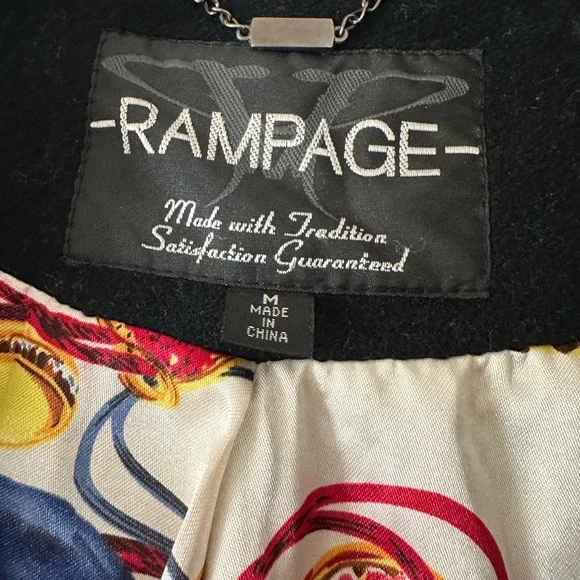 -RAMPAGE-
Made with Tradition
Satisfaction Guaranteed
M
MADE
IN
CHINA